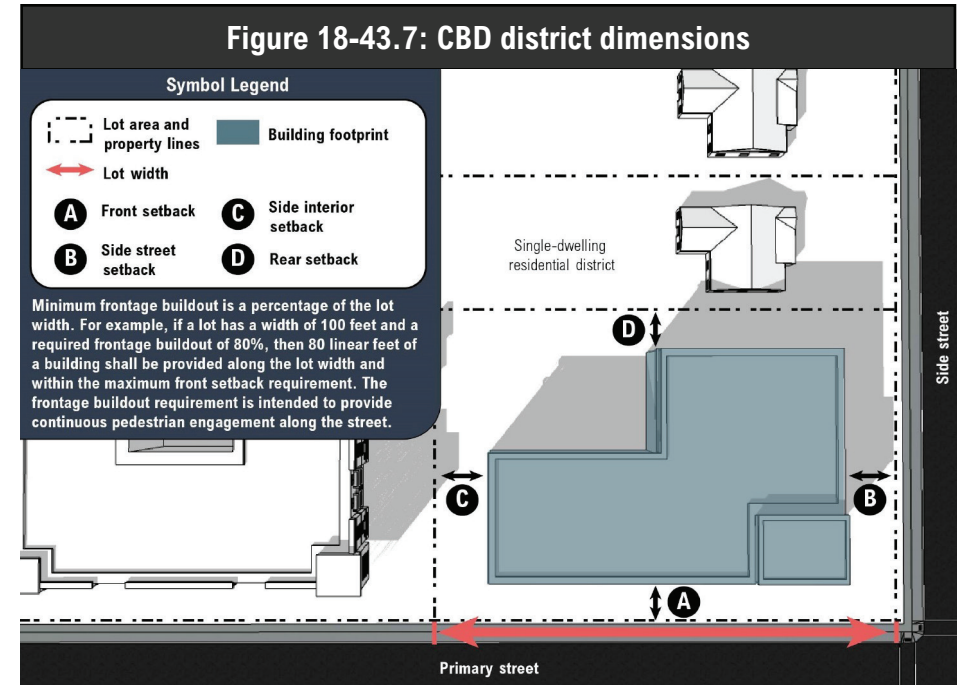 Figure 18-43.7: CBD district dimensions
Symbol Legend
Lot area and
property lines
Building footprint
Lot width
A
Front setback
C
Side interior
setback
B
Side street
setback
D
Rear setback
Minimum frontage buildout is a percentage of the lot
width. For example, if a lot has a width of 100 feet and a
required frontage buildout of 80%, then 80 linear feet of
a building shall be provided along the lot width and
within the maximum front setback requirement. The
frontage buildout requirement is intended to provide
continuous pedestrian engagement along the street.
Single-dwelling
residential district
D
Side street
C
B
A
Primary street